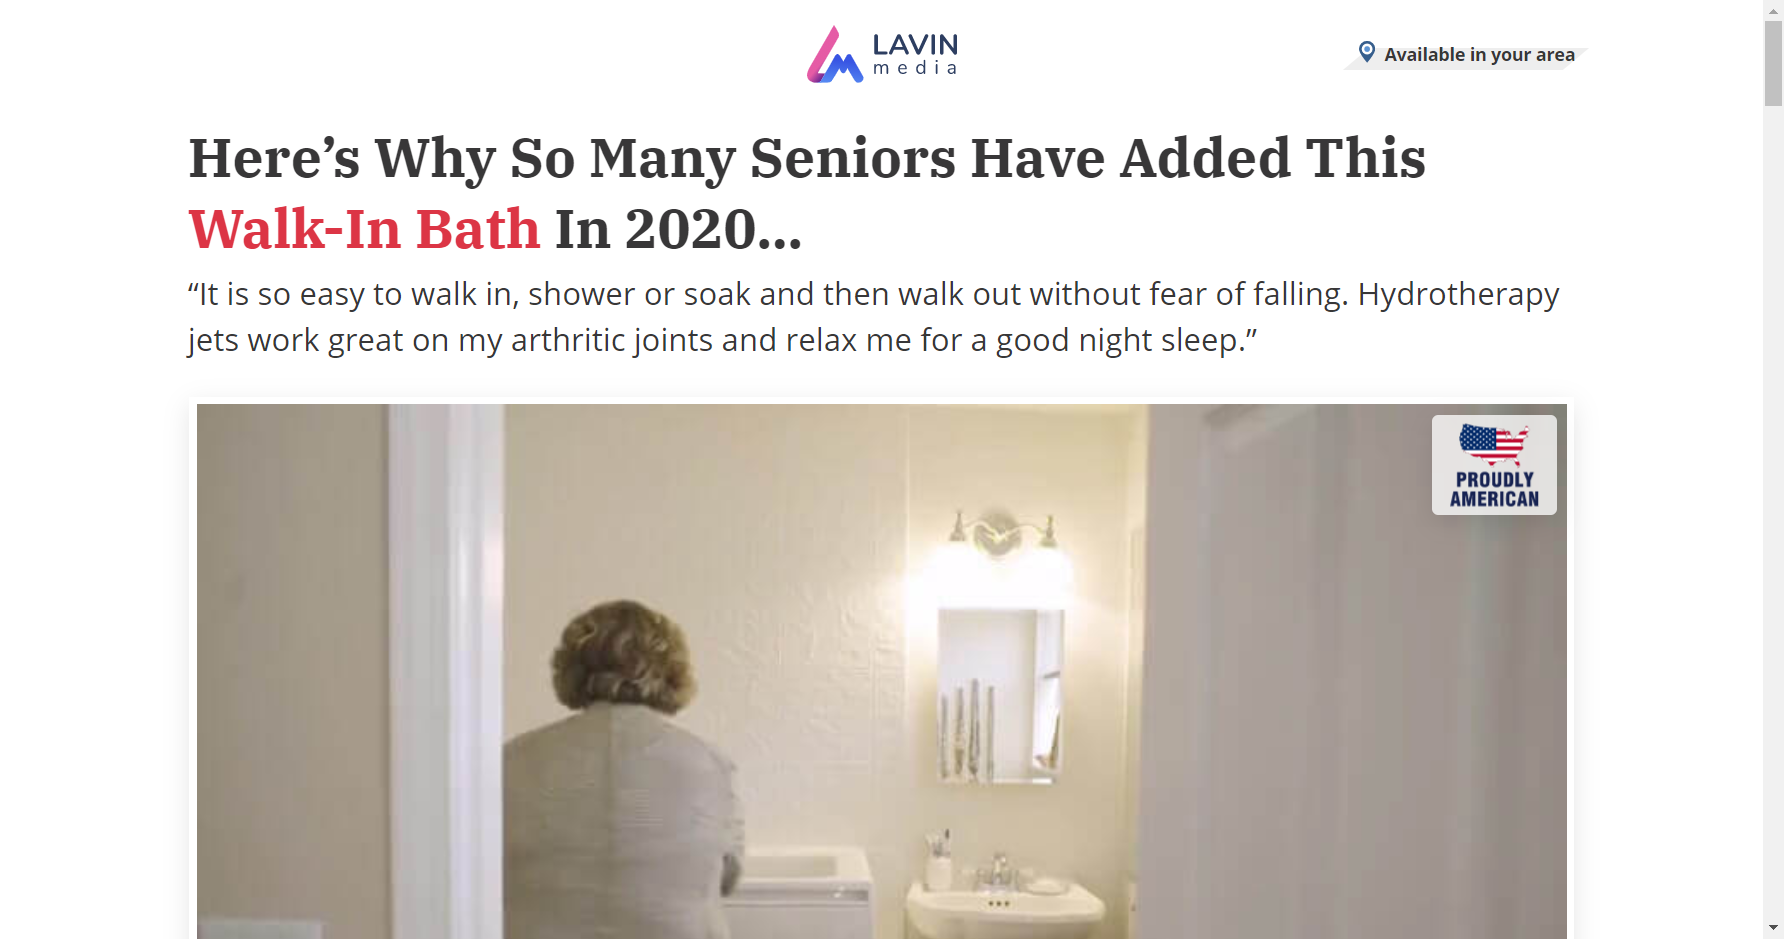 LAVIN
media
Available in your area
Here’s Why So Many Seniors Have Added This
Walk-In Bath In 2020...
“It is so easy to walk in, shower or soak and then walk out without fear of falling. Hydrotherapy
jets work great on my arthritic joints and relax me for a good night sleep.”
PROUDLY
AMERICAN